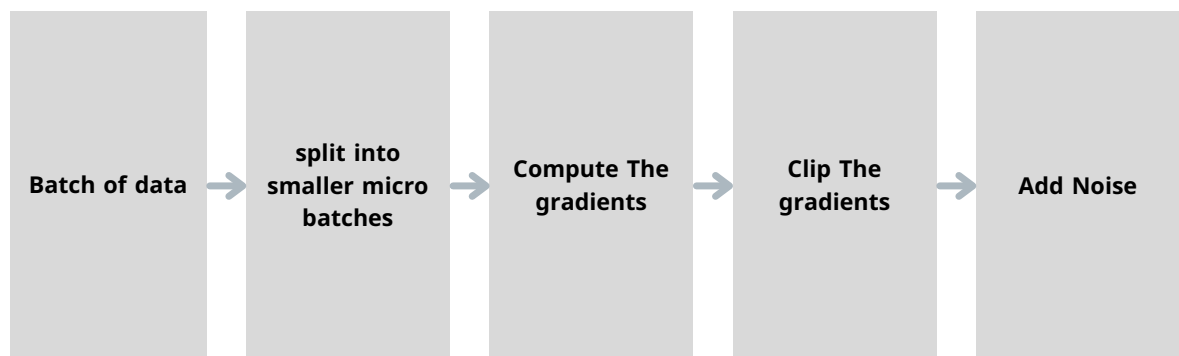 Batch of data
split into
smaller micro
batches
Compute The
gradients
Clip The
gradients
Add Noise